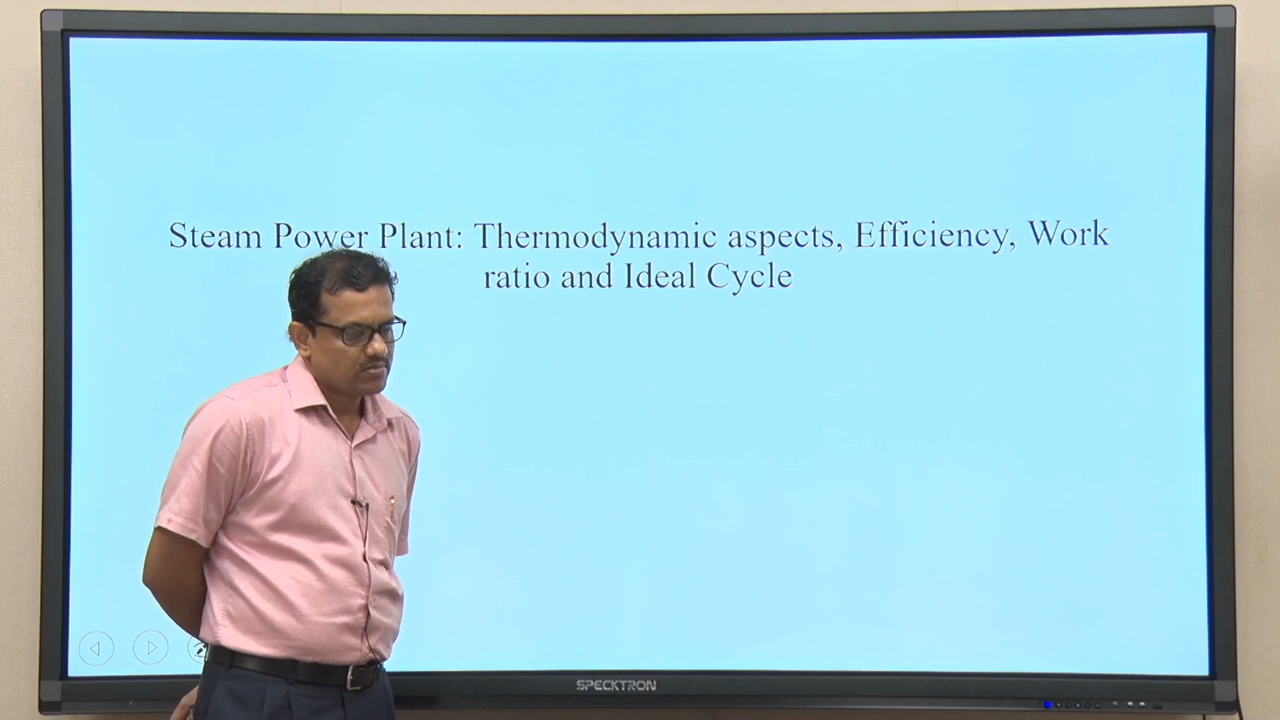 Steam Power Plant: Thermodynamic aspects, Efficiency, Work
ratio and Ideal Cycle
SPECKTRON